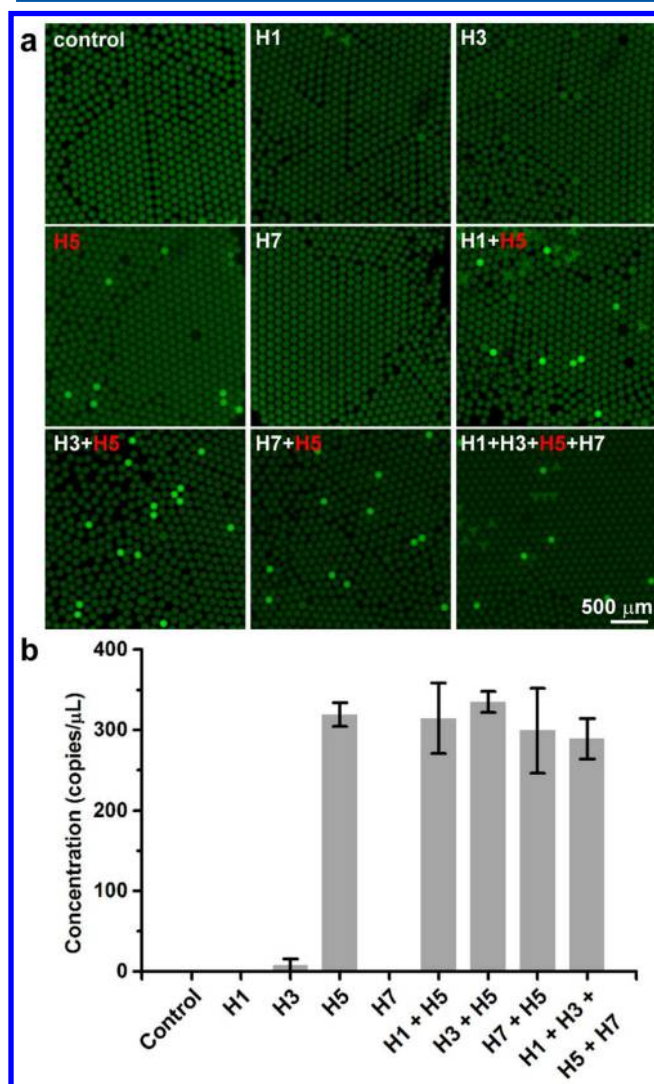 a
control
H1
H3
H5
H7
H1+H5
H3+H5
H7+H5
H1+H3+H5+H7
500 μm
b
400
300
200
100
0
Concentration (copies/μL)
Control
H1
H3
H5
H7
H1 + H5
H3 + H5
H7 + H5
H1 + H3 +
H5 + H7